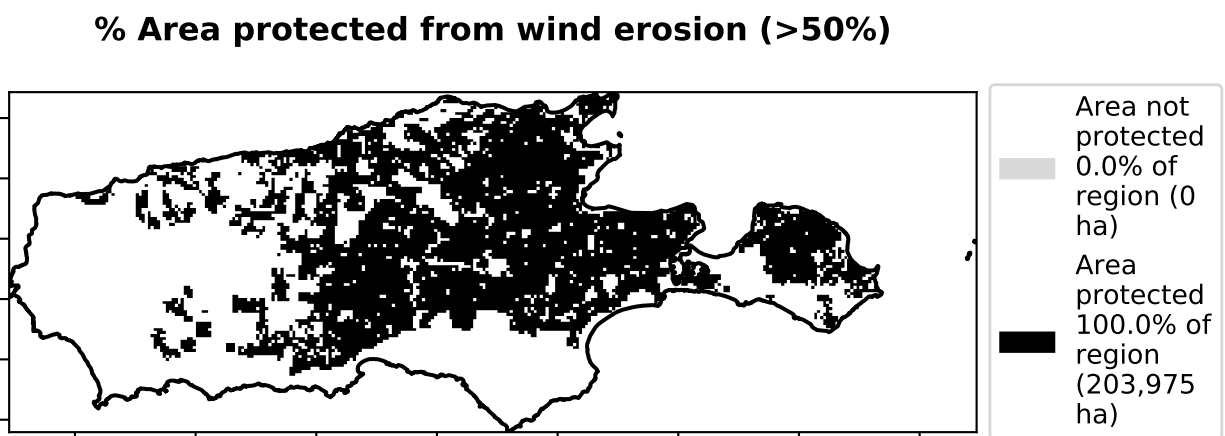 % Area protected from wind erosion (>50%)
Area not
protected
0.0% of
region (0
ha)
Area
protected
100.0% of
region
(203,975
ha)